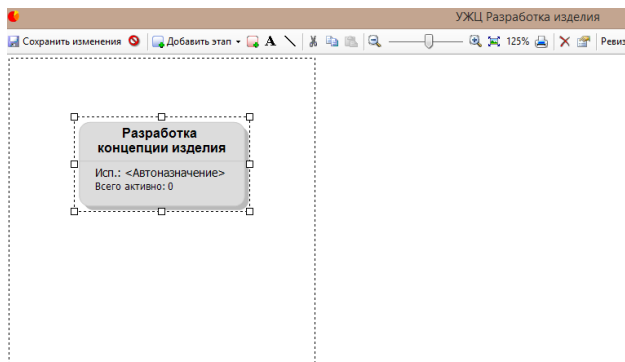 УЖЦ Разработка изделия
Сохранить изменения Добавить этап A 125% Ревиз
Разработка
концепции изделия
Исп.: <Автоназначение>
Всего активно: 0